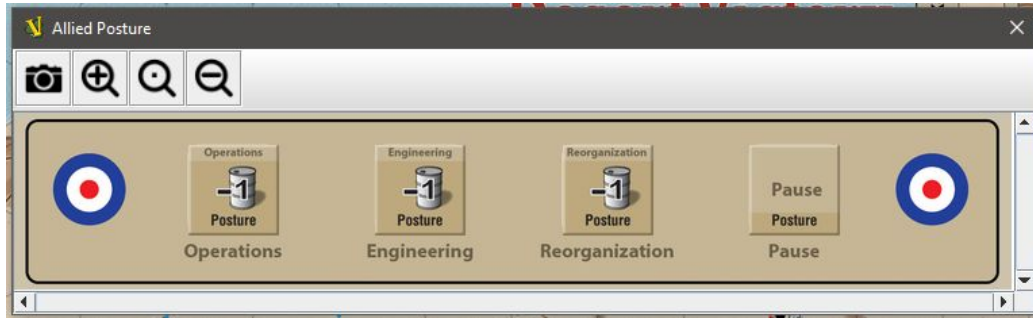 Allied Posture
Operations
-1
Posture
Operations
Engineering
-1
Posture
Engineering
Reorganization
-1
Posture
Reorganization
Pause
Posture
Pause